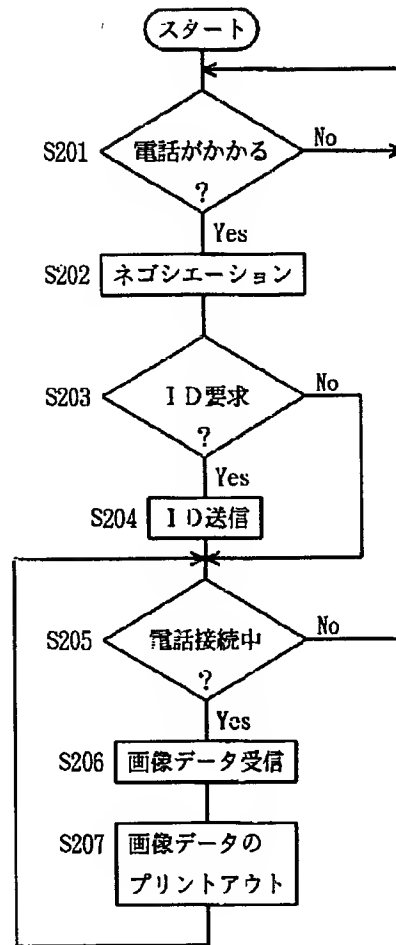 スタート
S201
電話がかかる
?
No
Yes
S202
ネゴシエーション
S203
ID要求
?
No
Yes
S204
ID送信
S205
電話接続中
?
No
Yes
S206
画像データ受信
S207
画像データの
プリントアウト